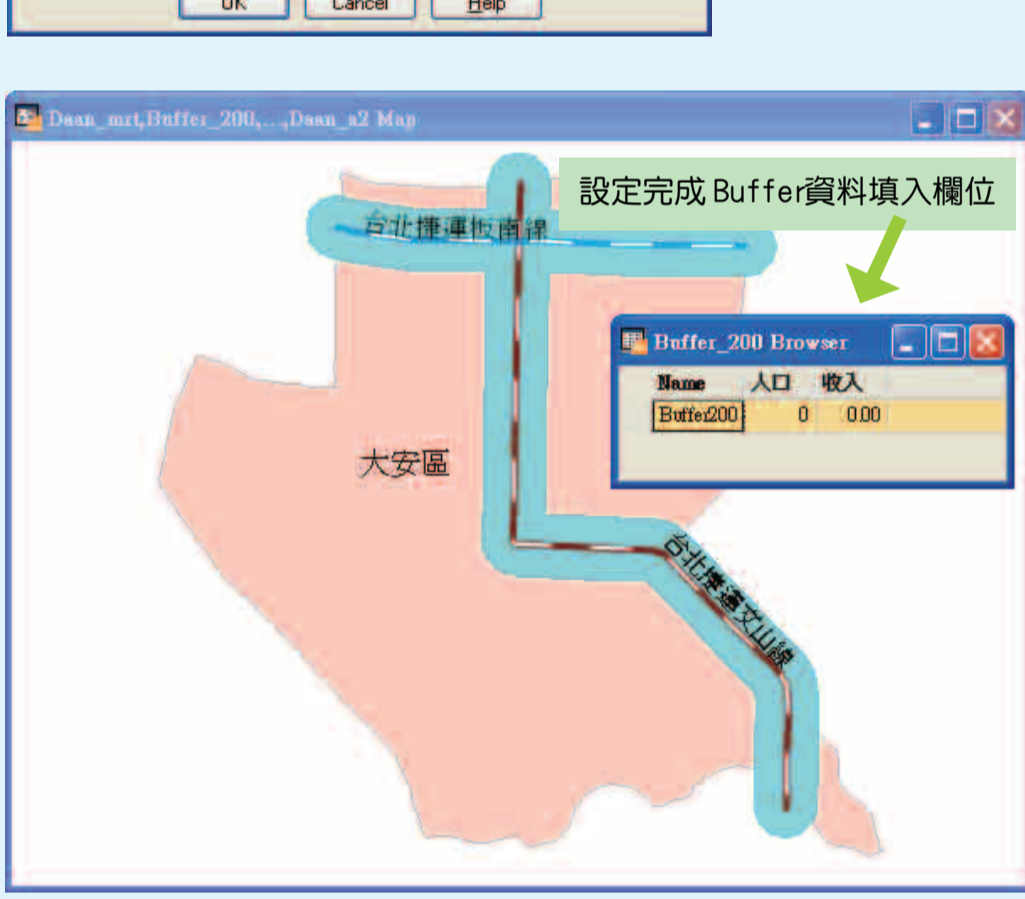 OK Cancel Help
Daan_mrt,Buffer_200,...,Daan_a2 Map
設定完成 Buffer資料填入欄位
台北捷運板南線
Buffer_200 Browser
Name 人口 收入
Buffer200 0 0.00
大安區
台北捷運文山線